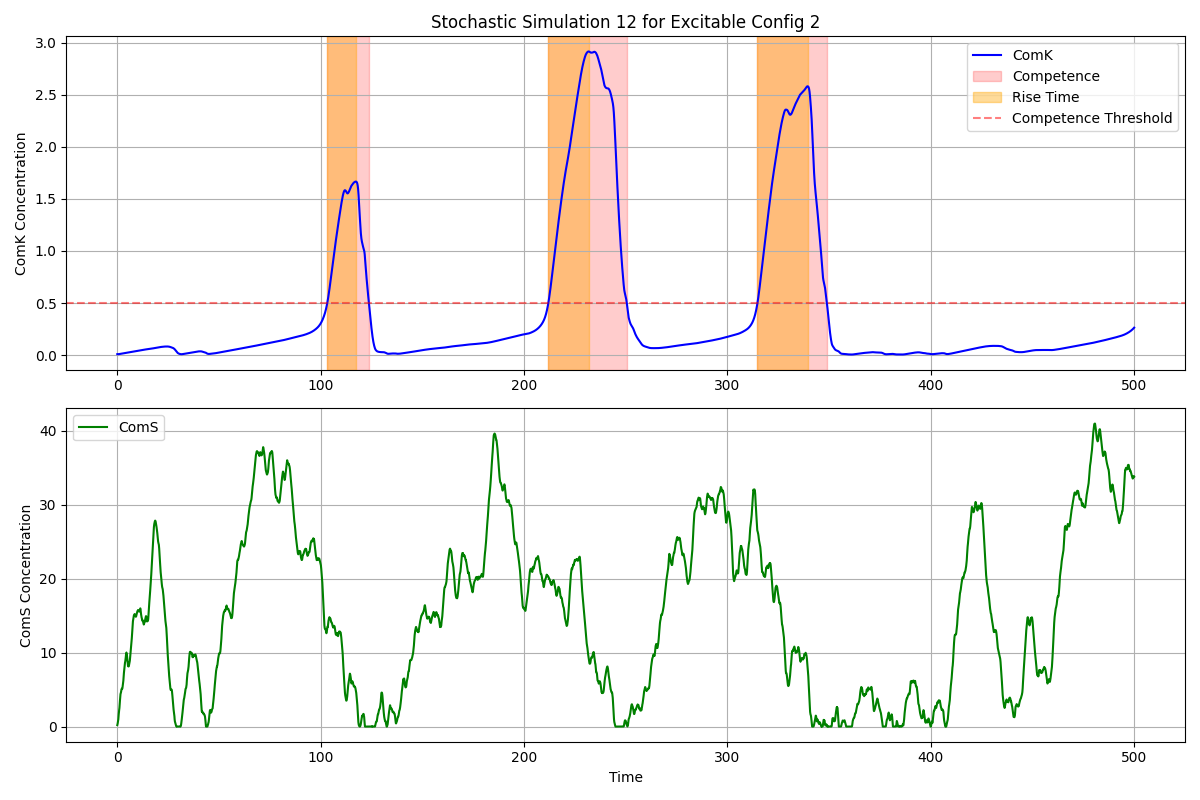 Stochastic Simulation 12 for Excitable Config 2
ComK Concentration
3.0
2.5
2.0
1.5
1.0
0.5
0.0
ComK
Competence
Rise Time
Competence Threshold
0 100 200 300 400 500
ComS Concentration
40
30
20
10
0
ComS
0 100 200 300 400 500
Time